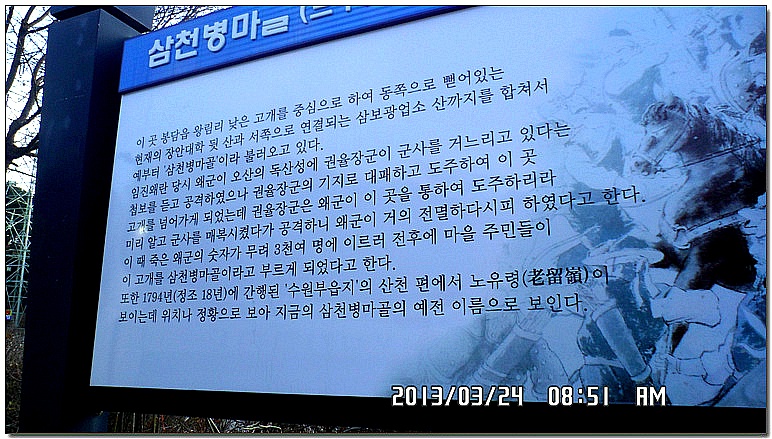 삼천병마골
이 곳 봉담읍 왕림리 낮은 고개를 중심으로 하여 동쪽으로 뻗어있는
현재의 장안대학 뒷 산과 서쪽으로 연결되는 삼보광업소 산까지를 합쳐서
예부터 '삼천병마골'이라 불러오고 있다.
임진왜란 당시 왜군이 오산의 독산성에 권율장군이 군사를 거느리고 있다는
첩보를 듣고 공격하였으나 권율장군의 기지로 대패하고 도주하여 이 곳
고개를 넘어가게 되었는데 권율장군은 왜군이 이 곳을 통하여 도주하리라
미리 알고 군사를 매복시켰다가 공격하니 왜군이 거의 전멸하다시피 하였다고 한다.
이 때 죽은 왜군의 숫자가 무려 3천여 명에 이르러 전후에 마을 주민들이
이 고개를 삼천병마골이라고 부르게 되었다고 한다.
또한 1794년(정조 18년)에 간행된 '수원부읍지'의 산천 편에서 노유령(老留嶺)이
보이는데 위치나 정황으로 보아 지금의 삼천병마골의 예전 이름으로 보인다.
2013/03/24 08:51 AM